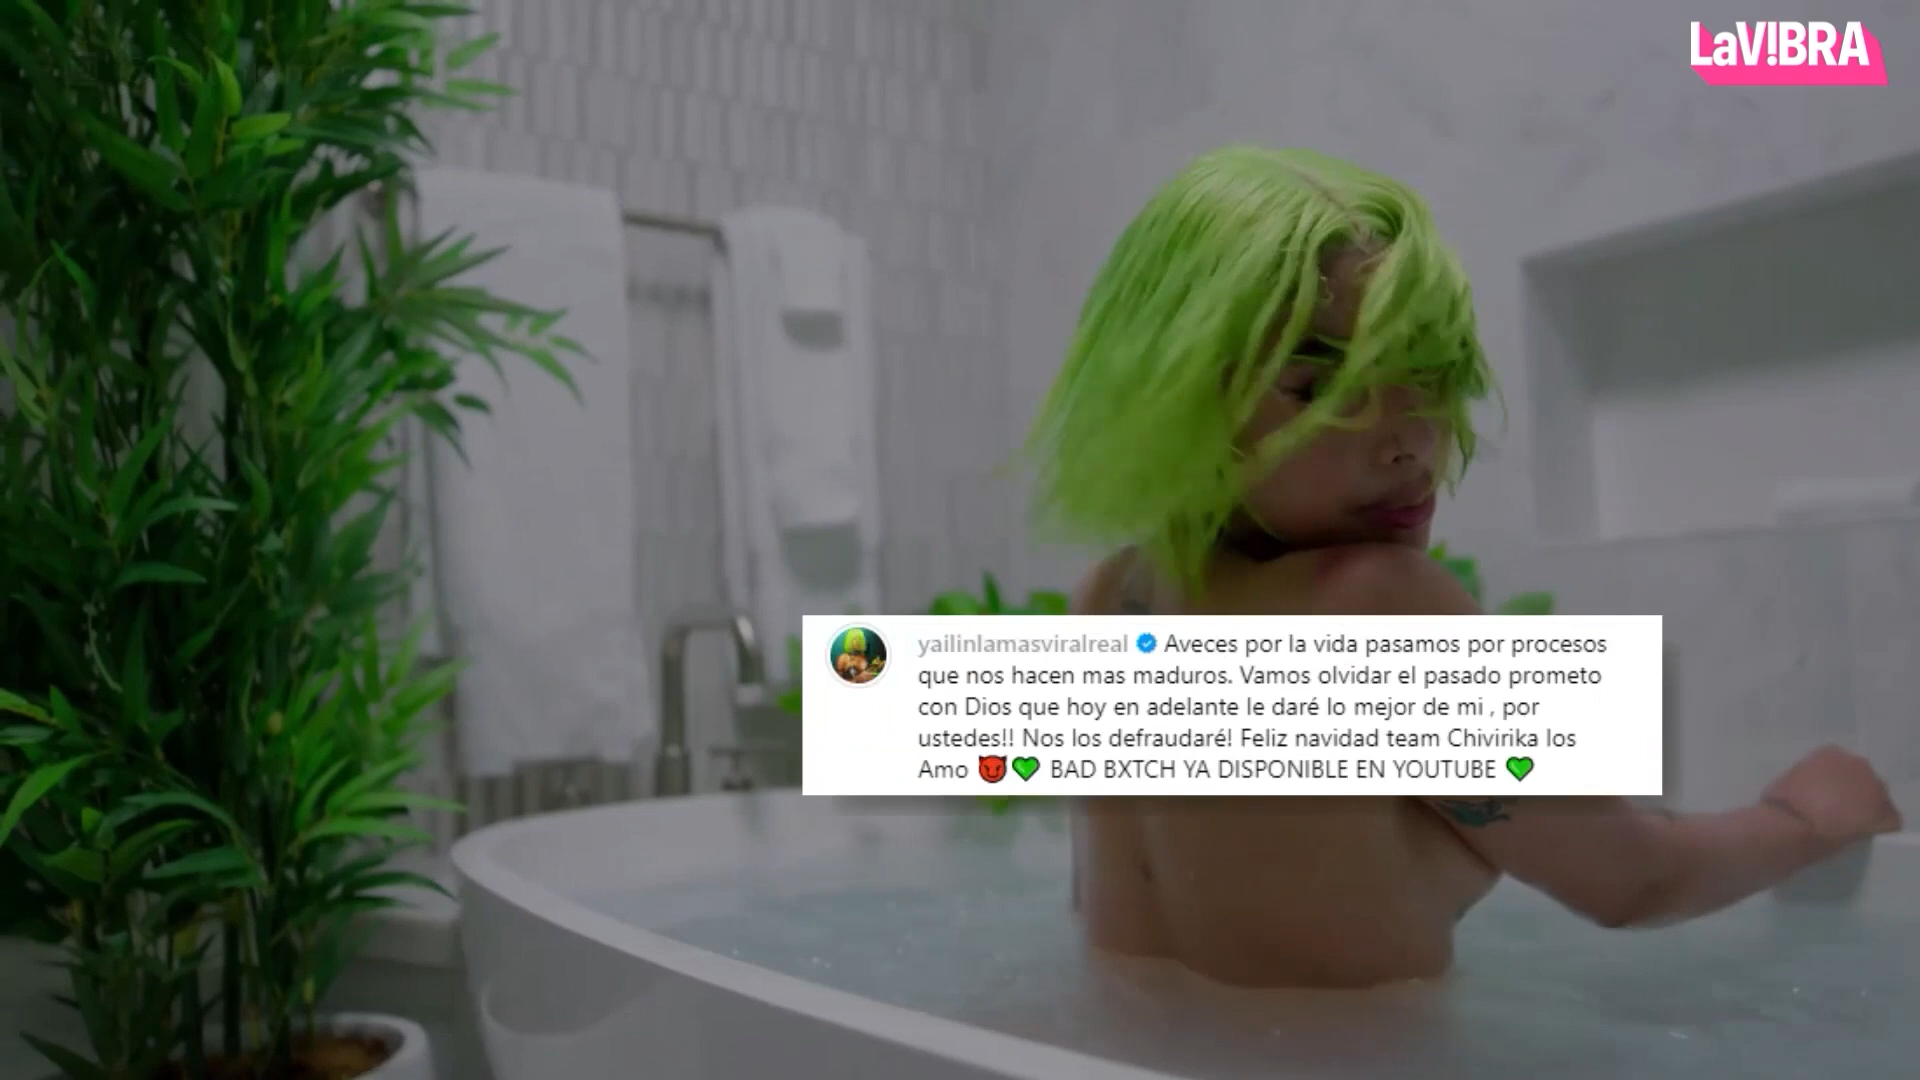 LaV!BRA
yailinlamasviralreal Aveces por la vida pasamos por procesos
que nos hacen mas maduros. Vamos olvidar el pasado prometo
con Dios que hoy en adelante le daré lo mejor de mi , por
ustedes!! Nos los defraudaré! Feliz navidad team Chivirika los
Amo 😈💚 BAD BXTCH YA DISPONIBLE EN YOUTUBE 💚